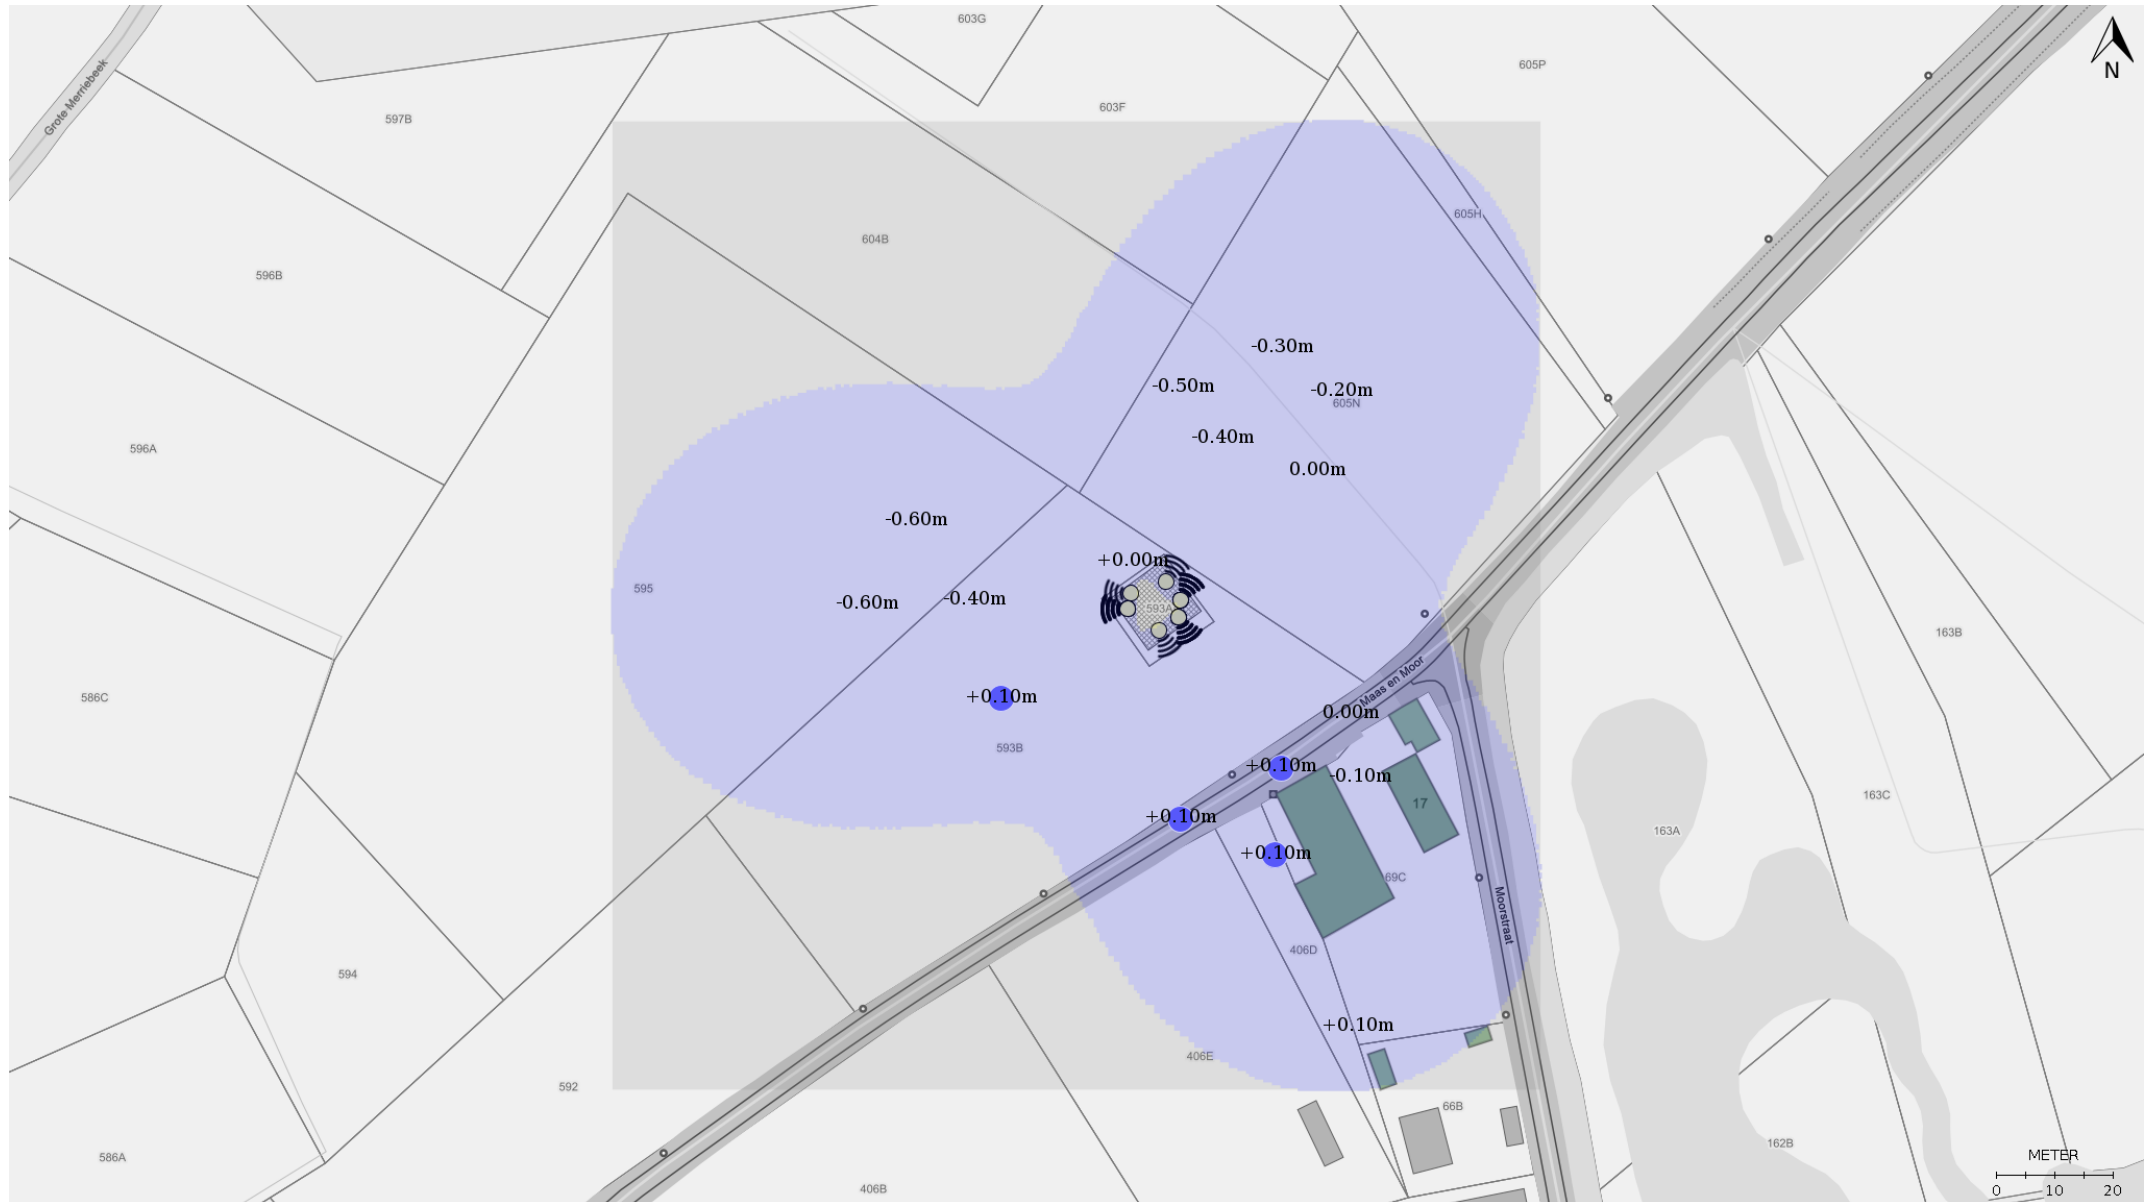 603G
N
605P
Grote Merriebeek
603F
597B
605H
604B
596B
-0.30m
-0.50m
-0.20m
605N
-0.40m
596A
0.00m
-0.60m
+0.00m
595
-0.60m
-0.40m
593A
163B
Maas en Moor
586C
+0.10m
0.00m
593B
+0.10m
-0.10m
163C
17
+0.10m
163A
+0.10m
69C
Moorstraat
406D
594
+0.10m
406E
592
66B
162B
586A
METER
406B
0 10 20